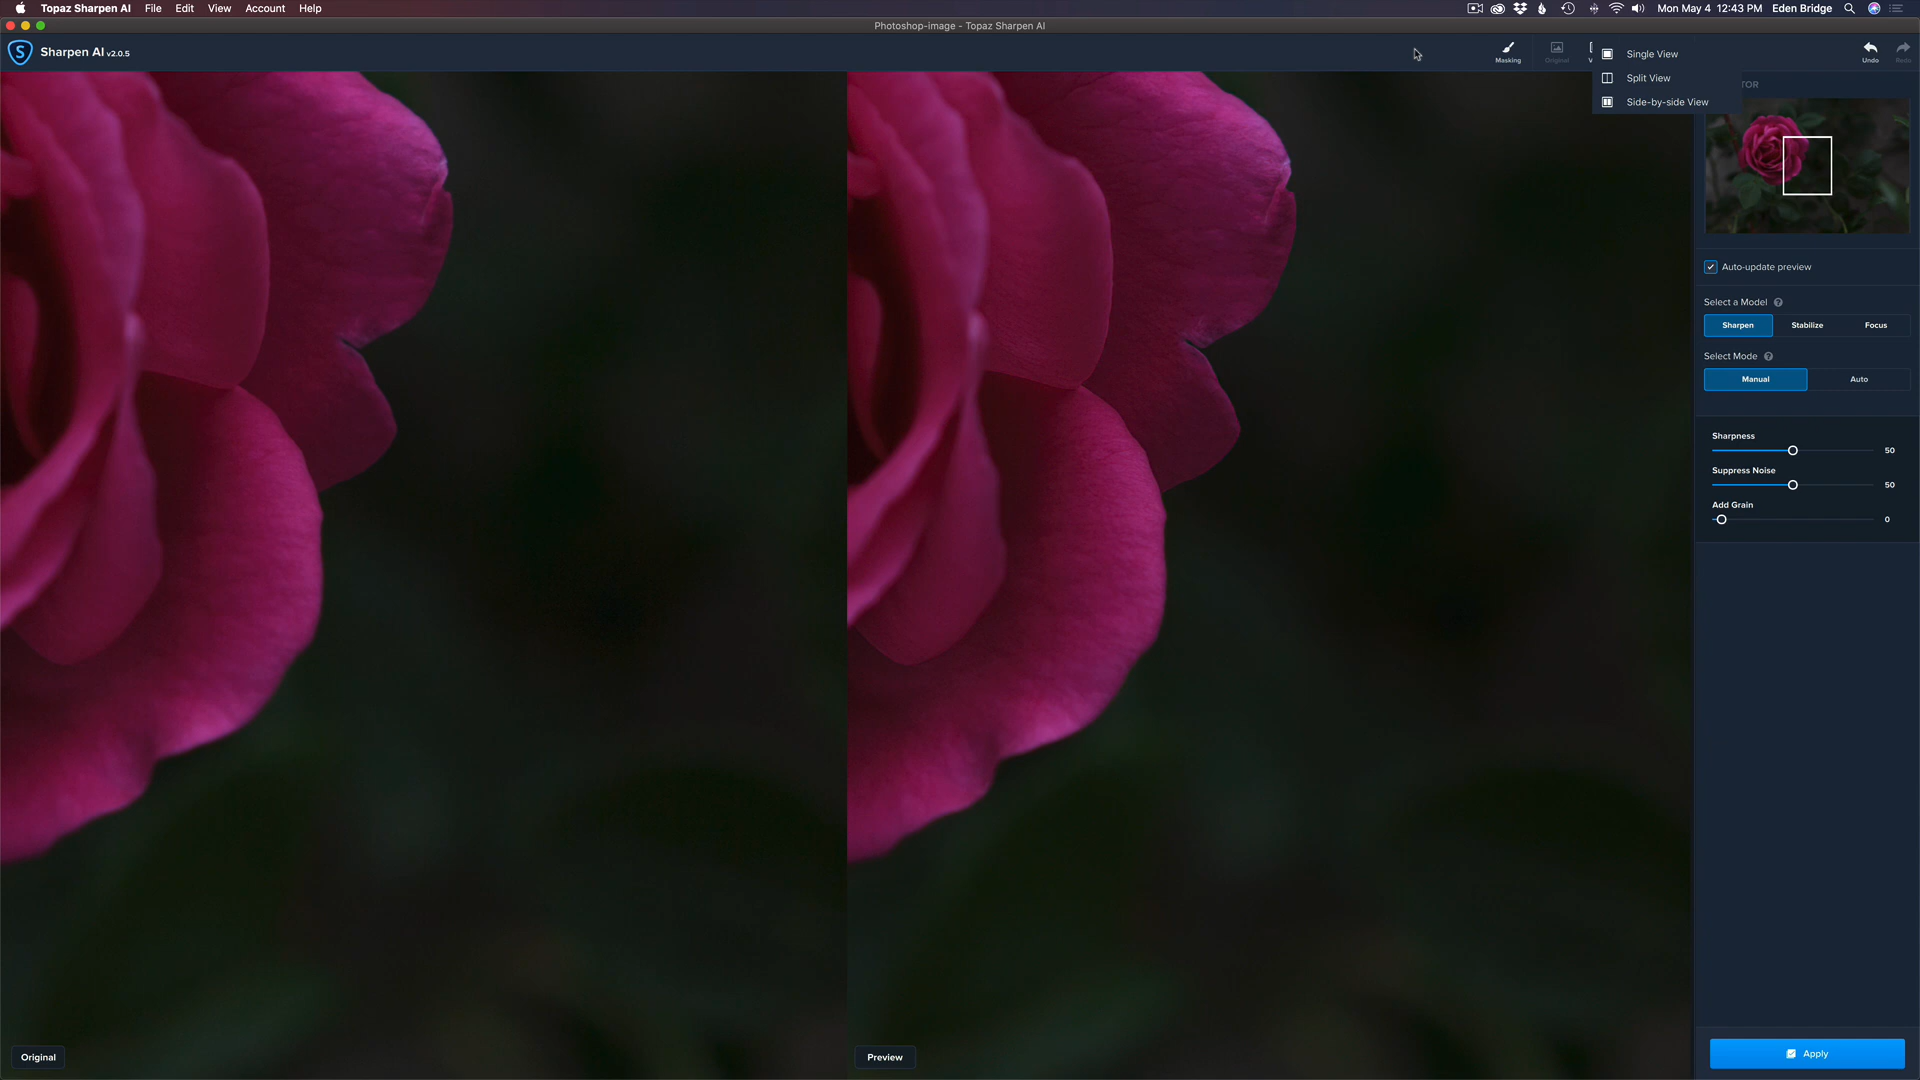 Topaz Sharpen AI File Edit View Account Help
Mon May 4 12:43 PM Eden Bridge
Photoshop-image - Topaz Sharpen AI
Sharpen AI v2.0.5
Masking
Original
Single View
Split View
Side-by-side View
Undo
Redo
TOR
Auto-update preview
Select a Model ?
Sharpen Stabilize Focus
Select Mode ?
Manual Auto
Sharpness
50
Suppress Noise
50
Add Grain
0
Original
Preview
Apply